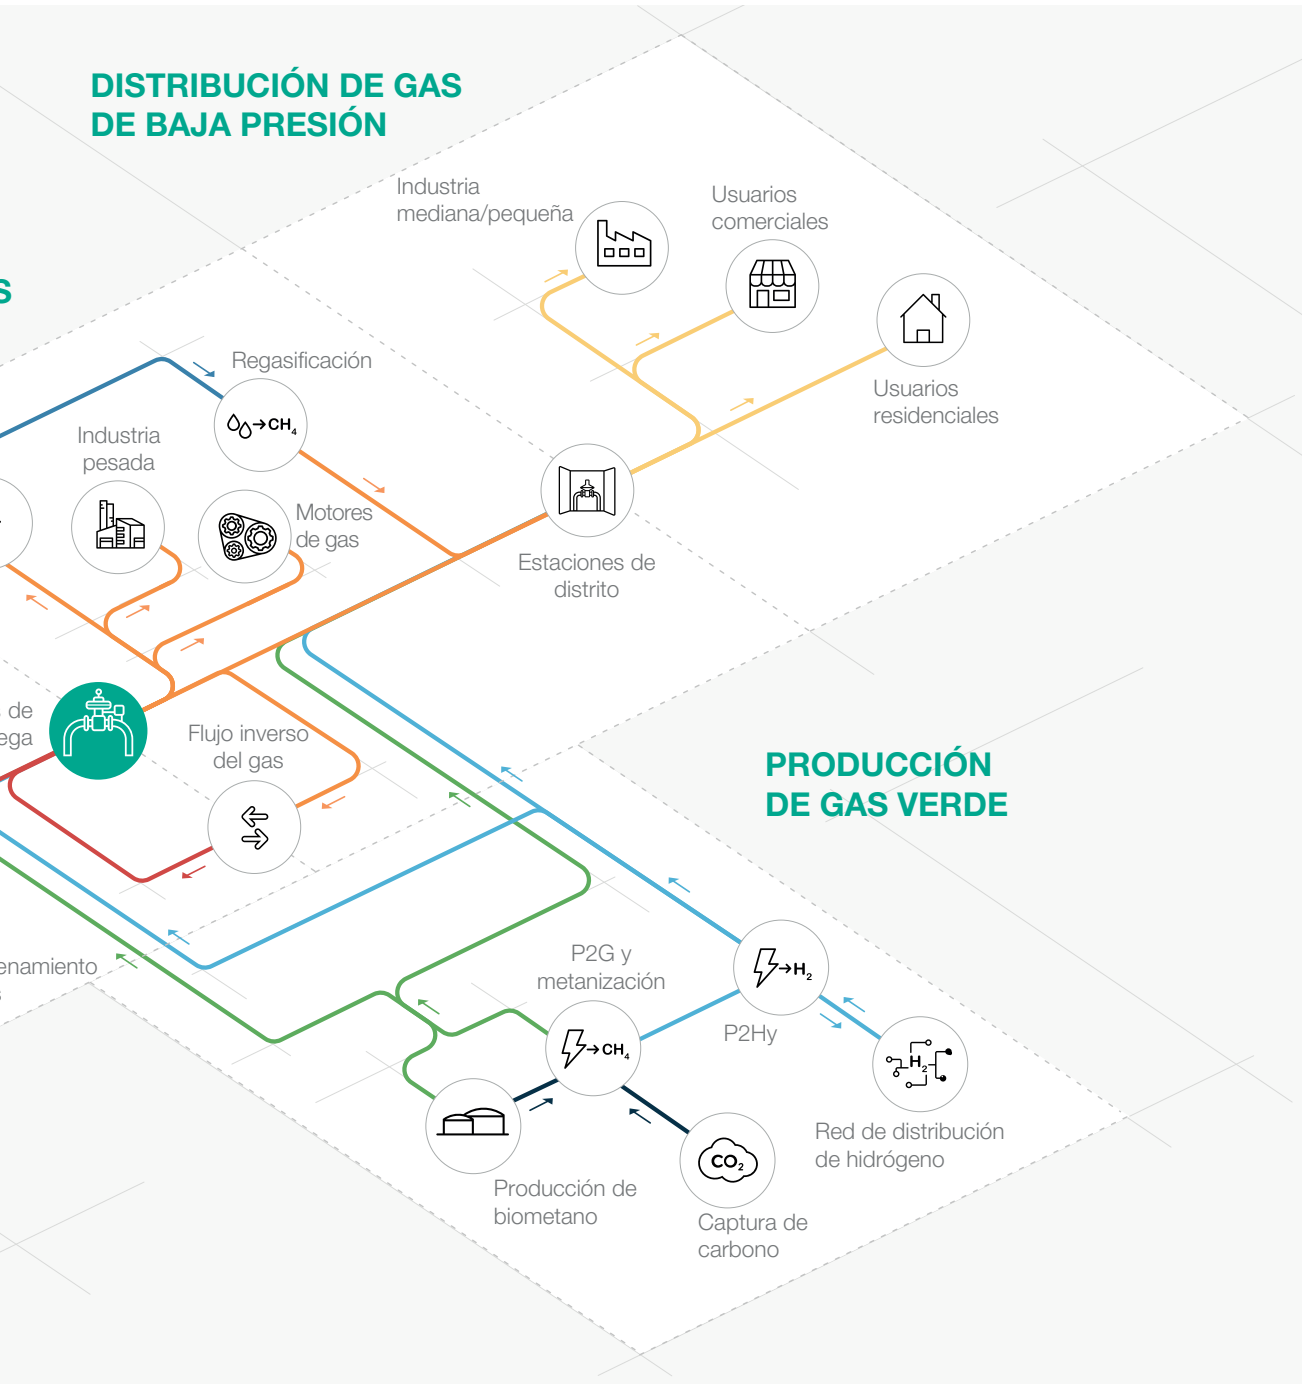 DISTRIBUCIÓN DE GAS
DE BAJA PRESIÓN
Industria
mediana/pequeña
Usuarios
comerciales
S
Regasificación
Usuarios
residenciales
CH₄
Industria
pesada
Motores
de gas
Estaciones de
distrito
de
Flujo inverso
del gas
PRODUCCIÓN
DE GAS VERDE
P2G y
metanización
H₂
P2Hy
CH₄
H₂
Red de distribución
de hidrógeno
CO₂
Producción de
biometano
Captura de
carbono